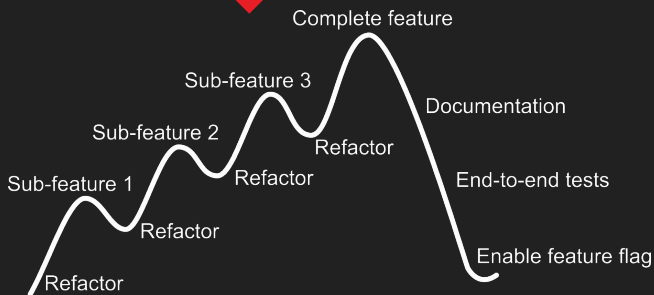 Complete feature
Sub-feature 3
Documentation
Sub-feature 2
Refactor
Refactor
End-to-end tests
Sub-feature 1
Refactor
Enable feature flag
Refactor